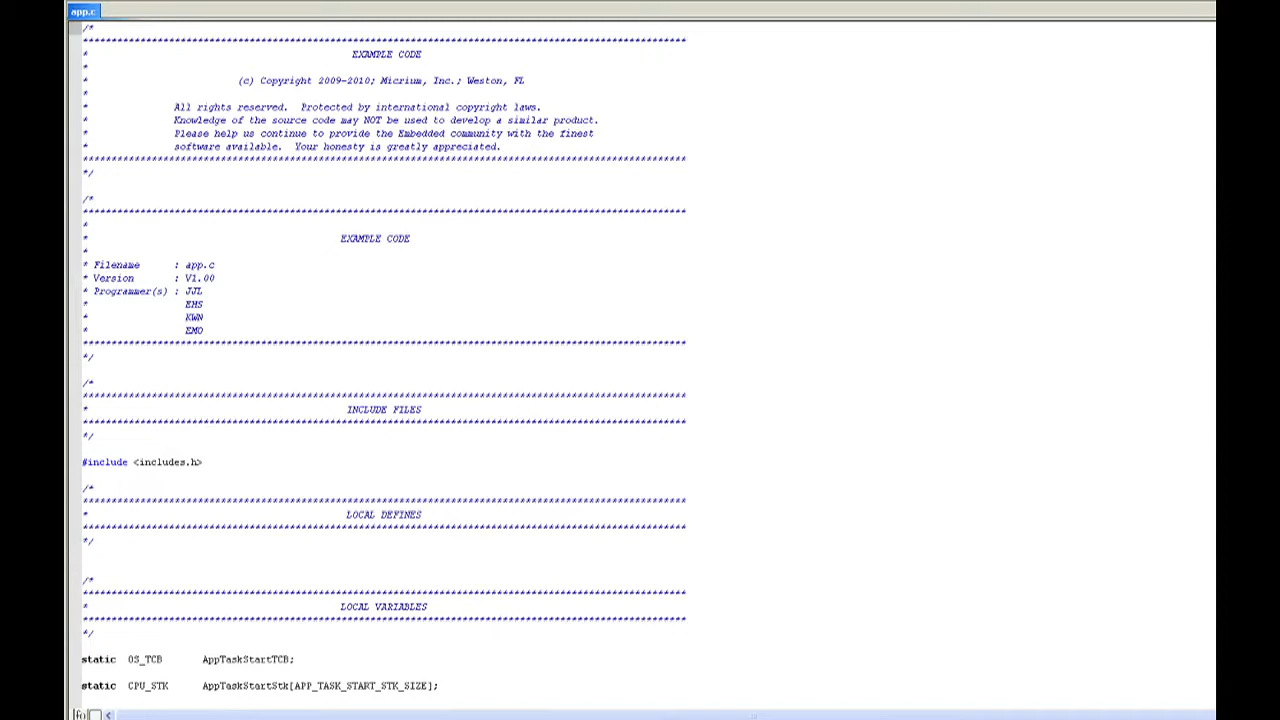 app.c
/*
*********************************************************************************************************
*                                              EXAMPLE CODE
*
*                          (c) Copyright 2009-2010; Micrium, Inc.; Weston, FL
*
*               All rights reserved.  Protected by international copyright laws.
*               Knowledge of the source code may NOT be used to develop a similar product.
*               Please help us continue to provide the Embedded community with the finest
*               software available.  Your honesty is greatly appreciated.
*********************************************************************************************************
*/
/*
*********************************************************************************************************
*
*                                            EXAMPLE CODE
*
* Filename      : app.c
* Version       : V1.00
* Programmer(s) : JJL
*                 EHS
*                 KWN
*                 EMO
*********************************************************************************************************
*/
/*
*********************************************************************************************************
*                                             INCLUDE FILES
*********************************************************************************************************
*/
#include <includes.h>
/*
*********************************************************************************************************
*                                             LOCAL DEFINES
*********************************************************************************************************
*/
/*
*********************************************************************************************************
*                                            LOCAL VARIABLES
*********************************************************************************************************
*/
static  OS_TCB       AppTaskStartTCB;
static  CPU_STK      AppTaskStartStk[APP_TASK_START_STK_SIZE];
fo